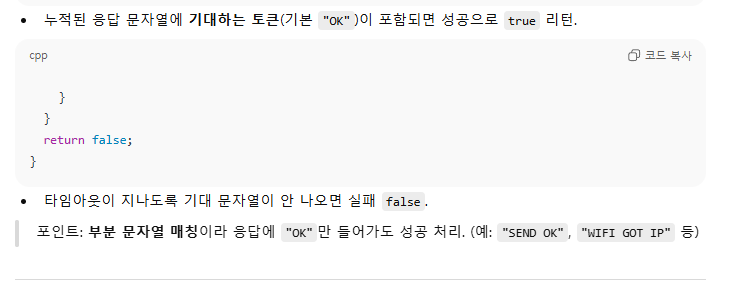 • 누적된 응답 문자열에 기대하는 토큰(기본 "OK")이 포함되면 성공으로 true 리턴.
cpp 코드 복사
    }
  }
  return false;
}
• 타임아웃이 지나도록 기대 문자열이 안 나오면 실패 false.
포인트: 부분 문자열 매칭이라 응답에 "OK"만 들어가도 성공 처리. (예: "SEND OK", "WIFI GOT IP" 등)